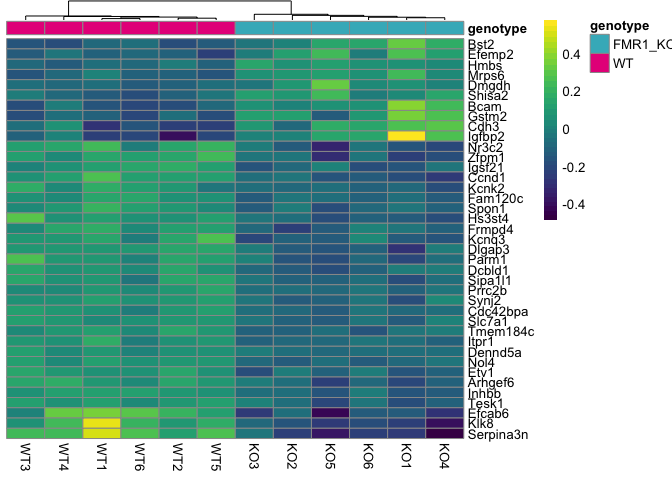 genotype
Bst2
Efemp2
Hmbs
Mrps6
Dmgdh
Shisa2
Bcam
Gstm2
Cdh3
Igfbp2
Nr3c2
Zfpm1
Igsf21
Ccnd1
Kcnk2
Fam120c
Spon1
Hs3st4
Frmpd4
Kcnq3
Dlgab3
Parm1
Dcbld1
Sipa1l1
Prrc2b
Synj2
Cdc42bpa
Slc7a1
Tmem184c
Itpr1
Dennd5a
Nol4
Etv1
Arhgef6
Inhbb
Tesk1
Efcab6
Klk8
Serpina3n
WT3 WT4 WT1 WT6 WT2 WT5 KO3 KO2 KO5 KO6 KO1 KO4
0.4
0.2
0
-0.2
-0.4
genotype
FMR1_KO
WT